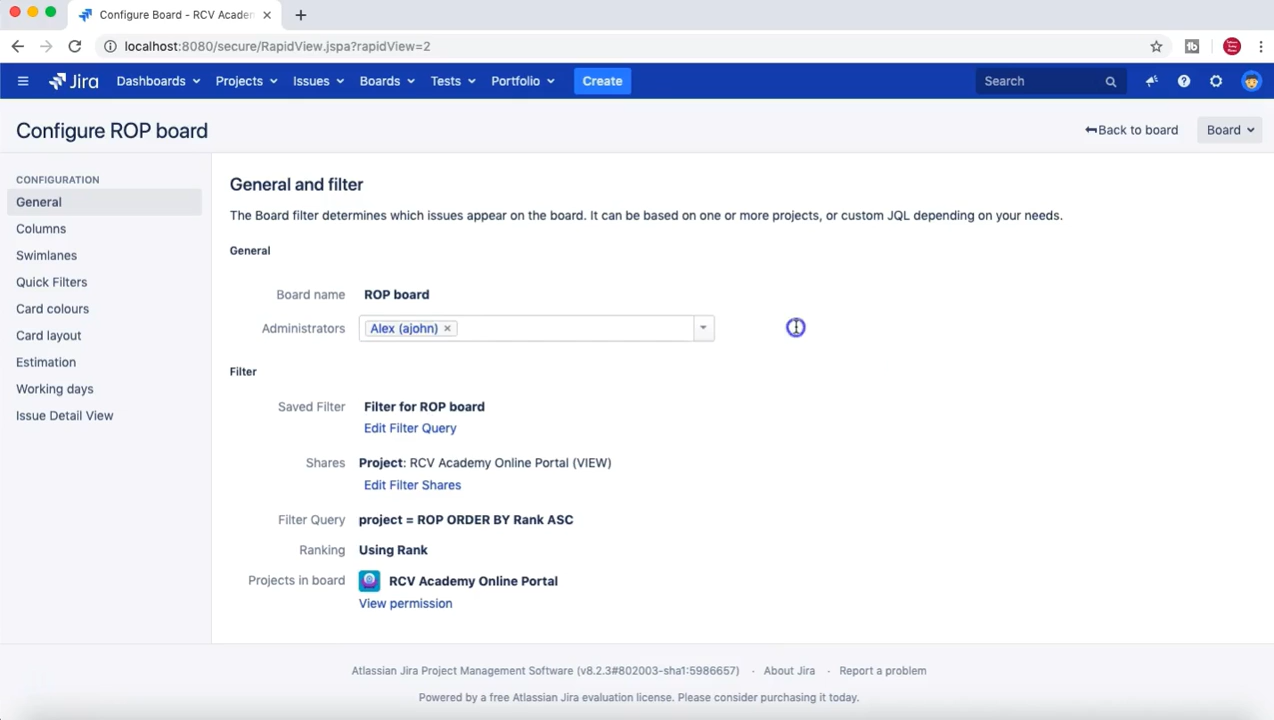 Configure Board - RCV Academ
localhost:8080/secure/RapidView.jspa?rapidView=2
Jira Dashboards Projects Issues Boards Tests Portfolio Create Search
Configure ROP board
Back to board Board
CONFIGURATION
General
Columns
Swimlanes
Quick Filters
Card colours
Card layout
Estimation
Working days
Issue Detail View
General and filter
The Board filter determines which issues appear on the board. It can be based on one or more projects, or custom JQL depending on your needs.
General
Board name ROP board
Administrators Alex (ajohn) ×
Filter
Saved Filter Filter for ROP board
Edit Filter Query
Shares Project: RCV Academy Online Portal (VIEW)
Edit Filter Shares
Filter Query project = ROP ORDER BY Rank ASC
Ranking Using Rank
Projects in board RCV Academy Online Portal
View permission
Atlassian Jira Project Management Software (v8.2.3#802003-sha1:5986657) · About Jira · Report a problem
Powered by a free Atlassian Jira evaluation license. Please consider purchasing it today.